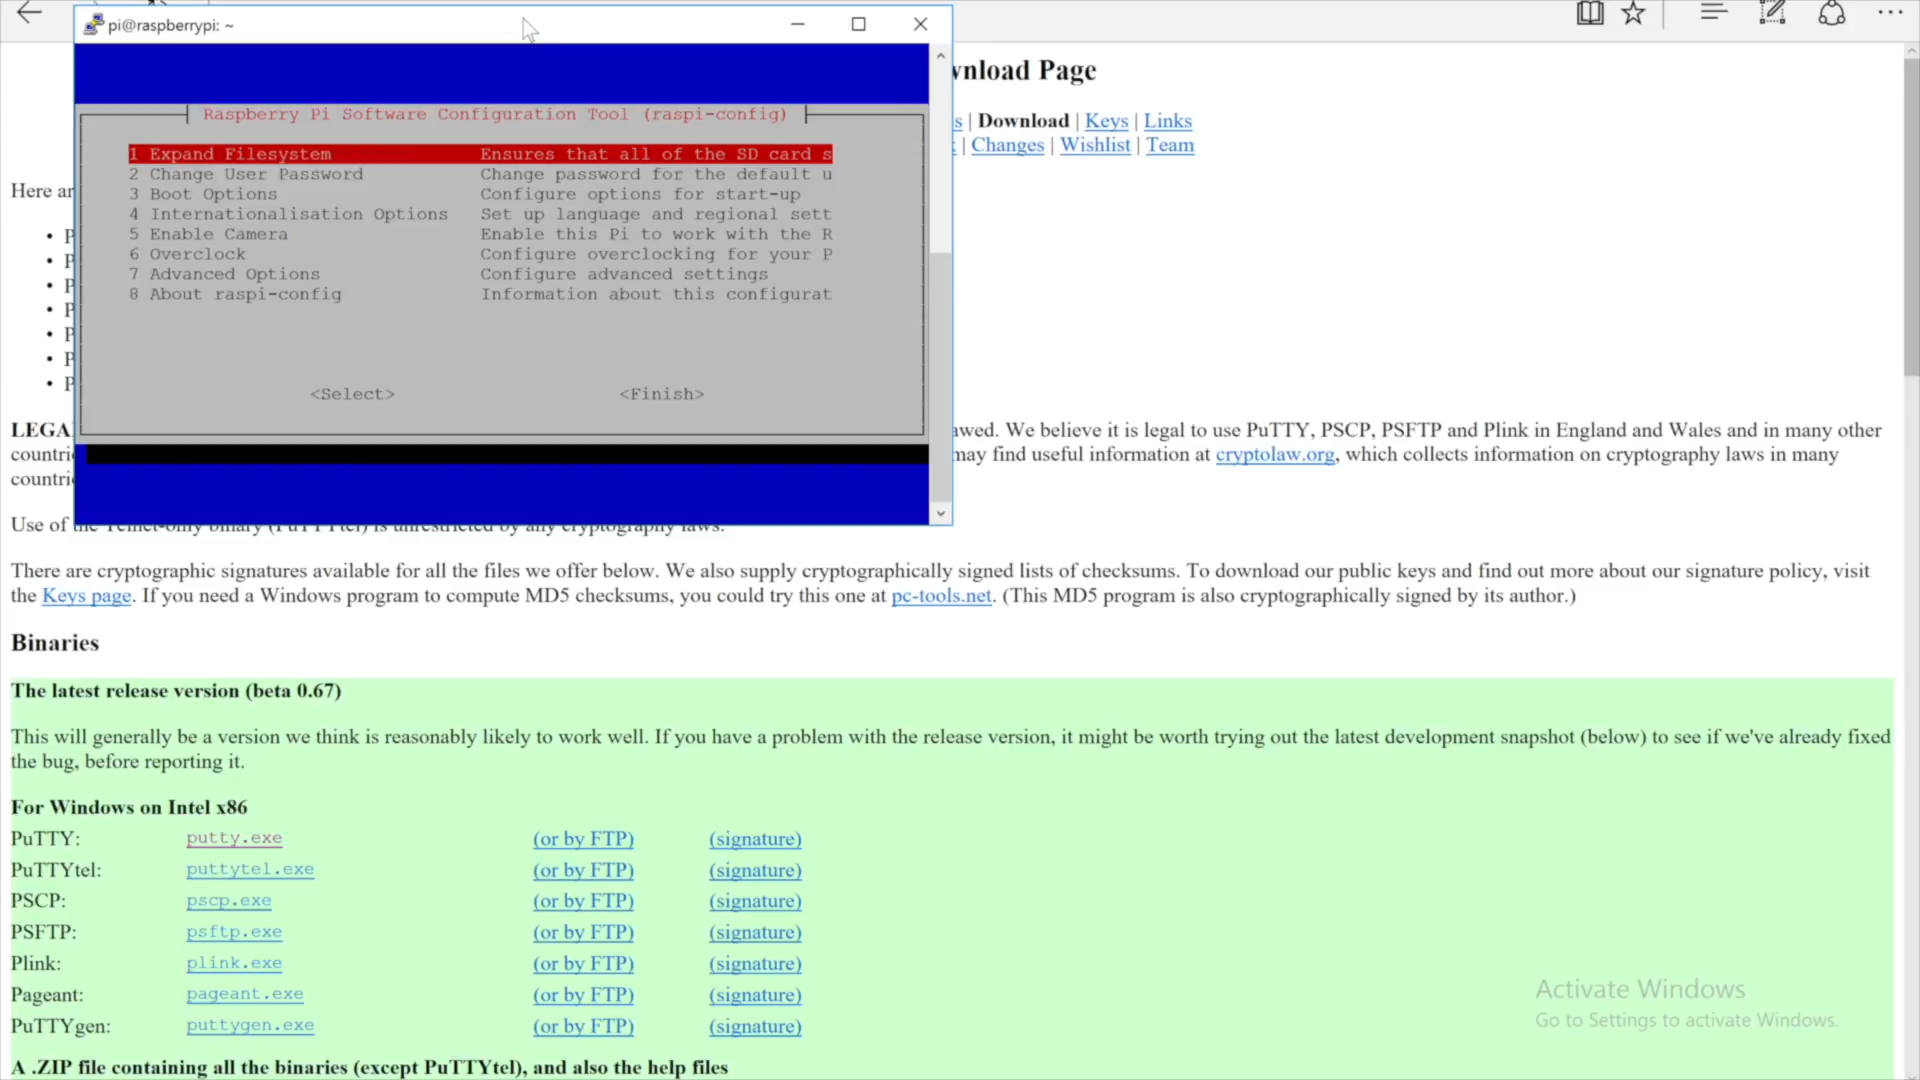 pi@raspberrypi: ~
wnload Page
Raspberry Pi Software Configuration Tool (raspi-config)
s | Download | Keys | Links
| Changes | Wishlist | Team
1 Expand Filesystem Ensures that all of the SD card s
2 Change User Password Change password for the default u
Here ar
3 Boot Options Configure options for start-up
4 Internationalisation Options Set up language and regional sett
5 Enable Camera Enable this Pi to work with the R
6 Overclock Configure overclocking for your P
7 Advanced Options Configure advanced settings
8 About raspi-config Information about this configurat
<Select> <Finish>
LEGA awed. We believe it is legal to use PuTTY, PSCP, PSFTP and Plink in England and Wales and in many other
countri may find useful information at cryptolaw.org, which collects information on cryptography laws in many
countri
Use of the Telnet-only binary (PuTTYtel) is unrestricted by any cryptography laws.
There are cryptographic signatures available for all the files we offer below. We also supply cryptographically signed lists of checksums. To download our public keys and find out more about our signature policy, visit
the Keys page. If you need a Windows program to compute MD5 checksums, you could try this one at pc-tools.net. (This MD5 program is also cryptographically signed by its author.)
Binaries
The latest release version (beta 0.67)
This will generally be a version we think is reasonably likely to work well. If you have a problem with the release version, it might be worth trying out the latest development snapshot (below) to see if we've already fixed
the bug, before reporting it.
For Windows on Intel x86
PuTTY: putty.exe (or by FTP) (signature)
PuTTYtel: puttytel.exe (or by FTP) (signature)
PSCP: pscp.exe (or by FTP) (signature)
PSFTP: psftp.exe (or by FTP) (signature)
Plink: plink.exe (or by FTP) (signature)
Pageant: pageant.exe (or by FTP) (signature)
PuTTYgen: puttygen.exe (or by FTP) (signature)
Activate Windows
Go to Settings to activate Windows.
A .ZIP file containing all the binaries (except PuTTYtel), and also the help files